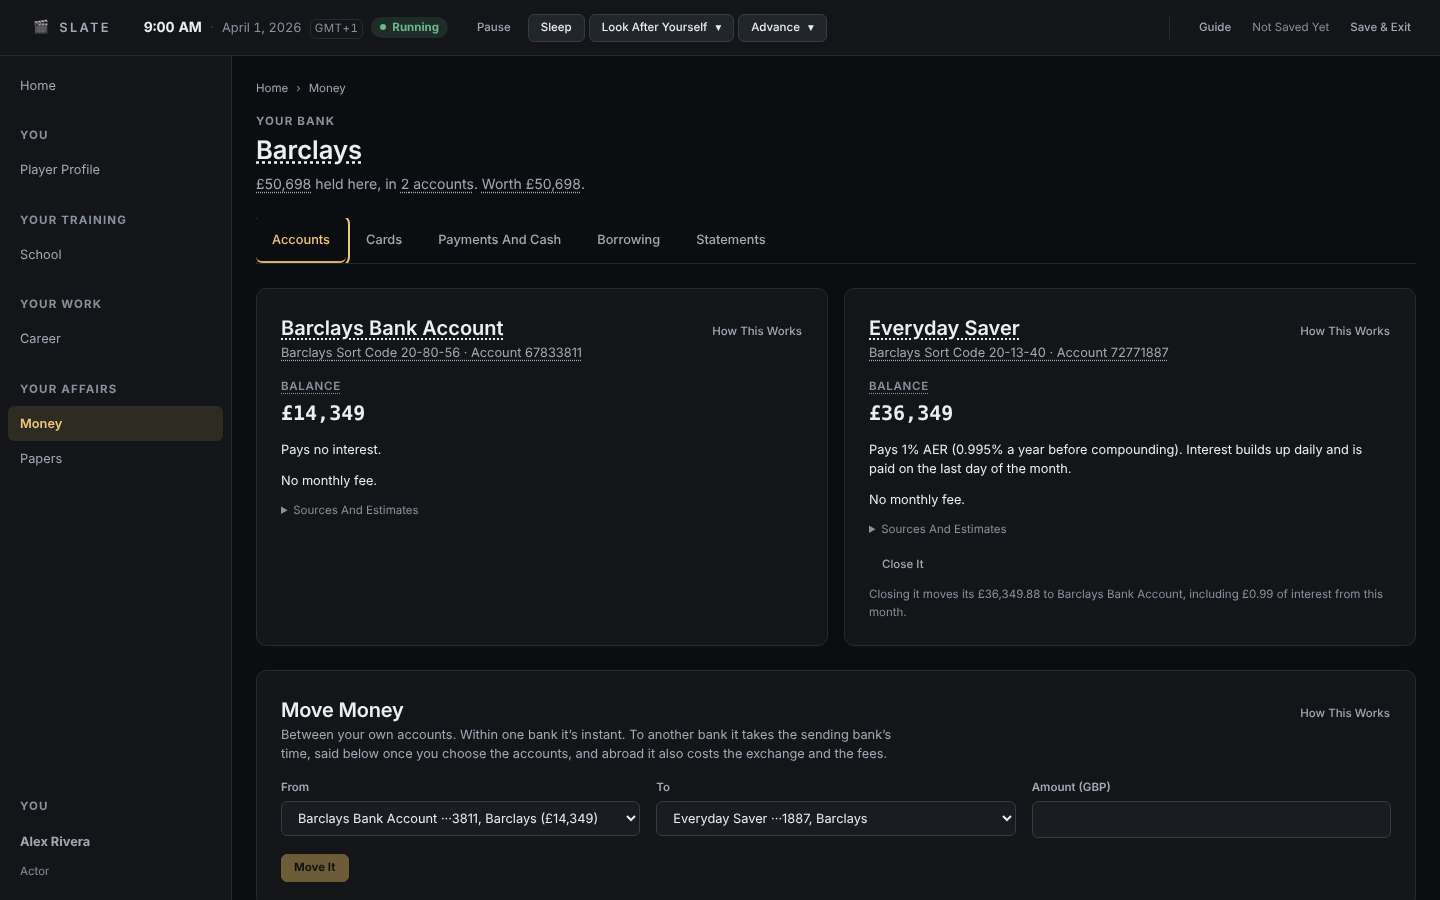 SLATE
9:00 AM · April 1, 2026 GMT+1 Running
Pause
Sleep
Look After Yourself ▾
Advance ▾
Guide
Not Saved Yet
Save & Exit
Home
YOU
Player Profile
YOUR TRAINING
School
YOUR WORK
Career
YOUR AFFAIRS
Money
Papers
YOU
Alex Rivera
Actor
Home › Money
YOUR BANK
Barclays
£50,698 held here, in 2 accounts. Worth £50,698.
Accounts
Cards
Payments And Cash
Borrowing
Statements
Barclays Bank Account
How This Works
Barclays Sort Code 20-80-56 · Account 67833811
BALANCE
£14,349
Pays no interest.
No monthly fee.
▶ Sources And Estimates
Everyday Saver
How This Works
Barclays Sort Code 20-13-40 · Account 72771887
BALANCE
£36,349
Pays 1% AER (0.995% a year before compounding). Interest builds up daily and is
paid on the last day of the month.
No monthly fee.
▶ Sources And Estimates
Close It
Closing it moves its £36,349.88 to Barclays Bank Account, including £0.99 of interest from this
month.
Move Money
How This Works
Between your own accounts. Within one bank it’s instant. To another bank it takes the sending bank’s
time, said below once you choose the accounts, and abroad it also costs the exchange and the fees.
From
Barclays Bank Account ···3811, Barclays (£14,349)
To
Everyday Saver ···1887, Barclays
Amount (GBP)
Move It